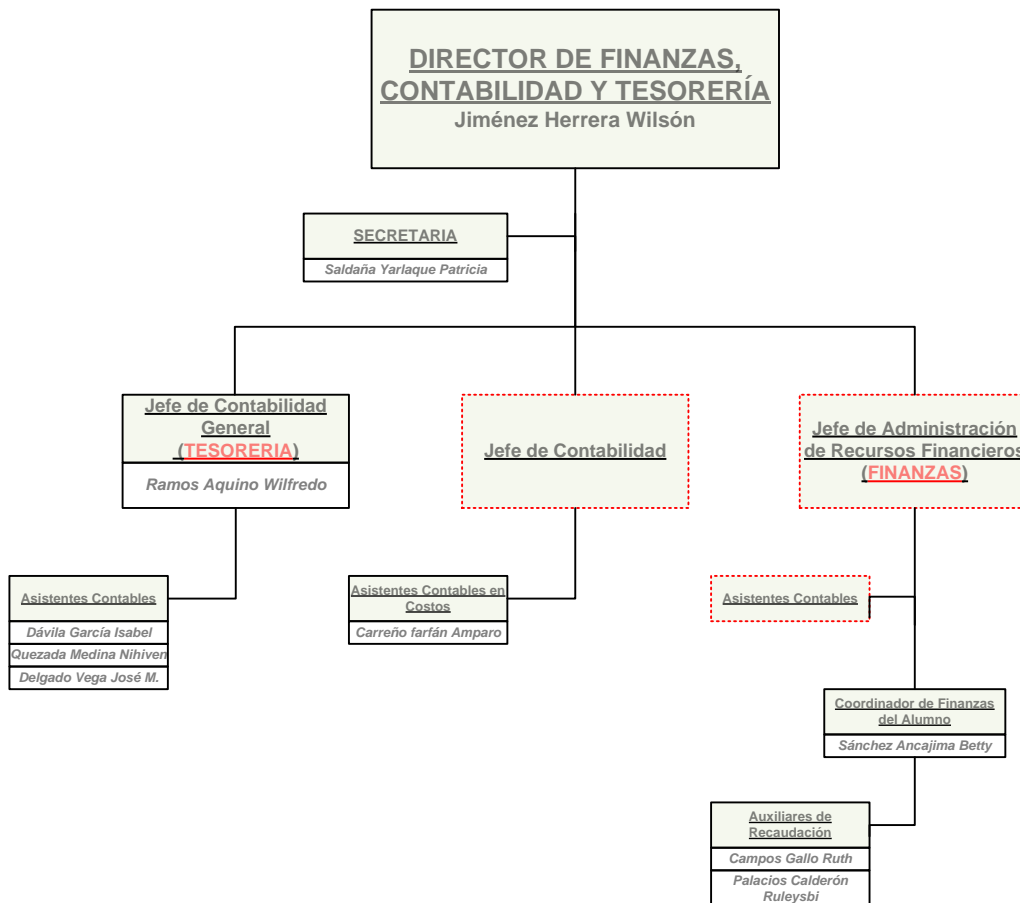 DIRECTOR DE FINANZAS,
CONTABILIDAD Y TESORERÍA
Jiménez Herrera Wilsón
SECRETARIA
Saldaña Yarlaque Patricia
Jefe de Contabilidad
General
(TESORERIA)
Ramos Aquino Wilfredo
Jefe de Contabilidad
Jefe de Administración
de Recursos Financieros
(FINANZAS)
Asistentes Contables
Dávila García Isabel
Quezada Medina Nihiven
Delgado Vega José M.
Asistentes Contables en
Costos
Carreño farfán Amparo
Asistentes Contables
Coordinador de Finanzas
del Alumno
Sánchez Ancajima Betty
Auxiliares de
Recaudación
Campos Gallo Ruth
Palacios Calderón
Ruleysbi